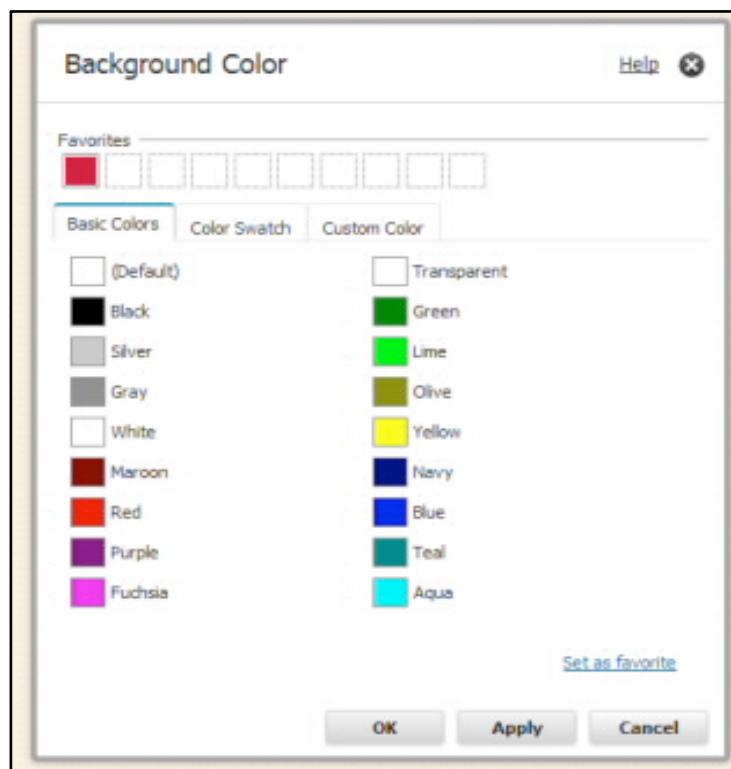 Background Color Help
Favorites
Basic Colors Color Swatch Custom Color
(Default) Transparent
Black Green
Silver Lime
Gray Olive
White Yellow
Maroon Navy
Red Blue
Purple Teal
Fuchsia Aqua
Set as favorite
OK Apply Cancel